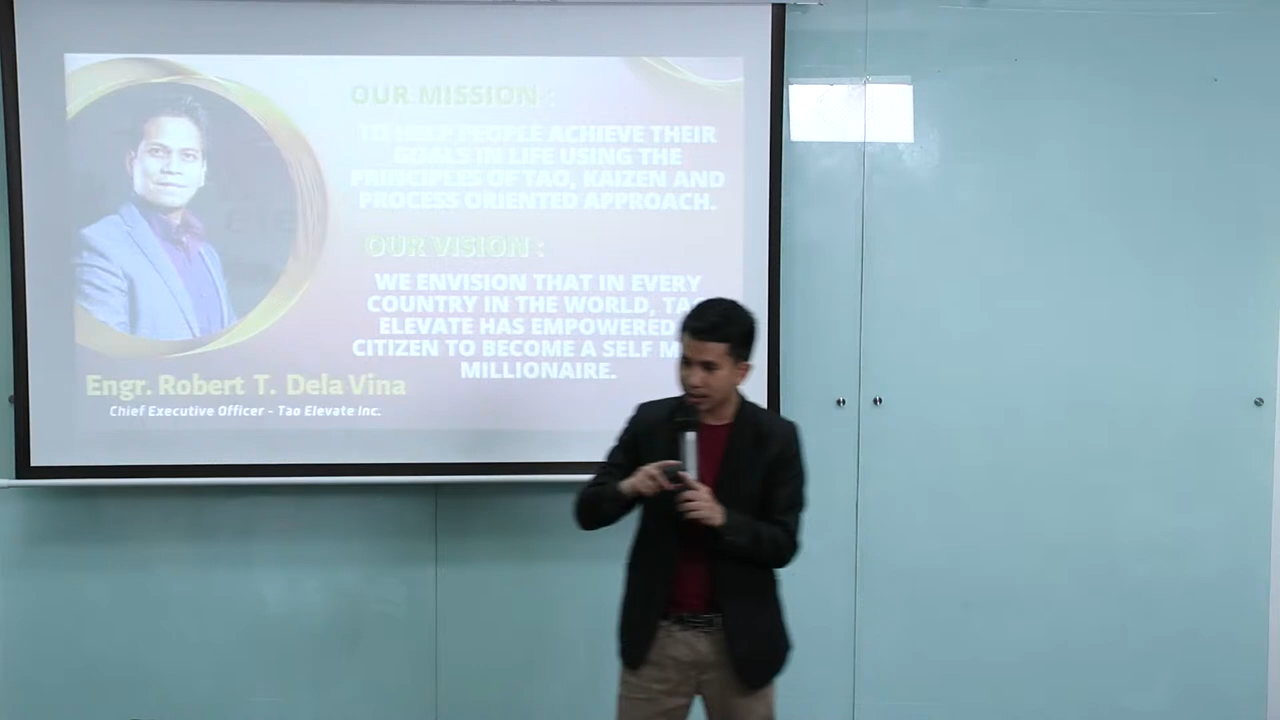 OUR MISSION :
TO HELP PEOPLE ACHIEVE THEIR
GOALS IN LIFE USING THE
PRINCIPLES OF TAO, KAIZEN AND
PROCESS ORIENTED APPROACH.
OUR VISION :
WE ENVISION THAT IN EVERY
COUNTRY IN THE WORLD, TAO
ELEVATE HAS EMPOWERED
CITIZEN TO BECOME A SELF
MILLIONAIRE.
Engr. Robert T. Dela Vina
Chief Executive Officer - Tao Elevate Inc.